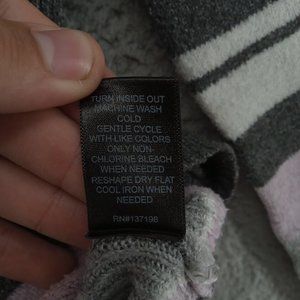 TURN INSIDE OUT
MACHINE WASH
COLD
GENTLE CYCLE
WITH LIKE COLORS
ONLY NON-
CHLORINE BLEACH
WHEN NEEDED
RESHAPE DRY FLAT
COOL IRON WHEN
NEEDED
RN#137198